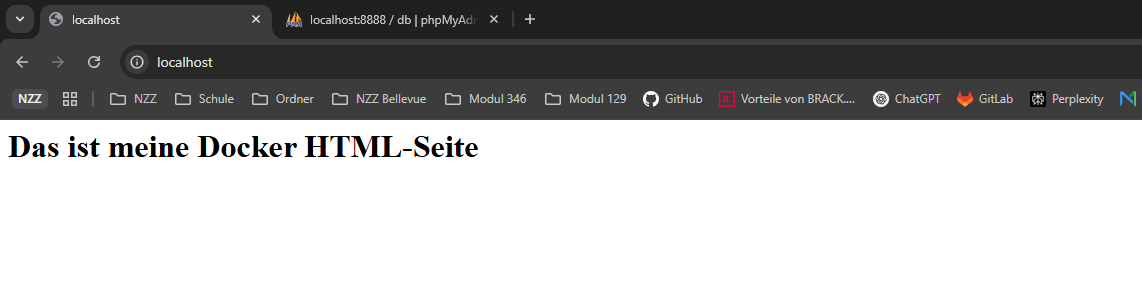 localhost
localhost:8888 / db | phpMyAd
localhost
NZZ NZZ Schule Ordner NZZ Bellevue Modul 346 Modul 129 GitHub Vorteile von BRACK.... ChatGPT GitLab Perplexity
Das ist meine Docker HTML-Seite